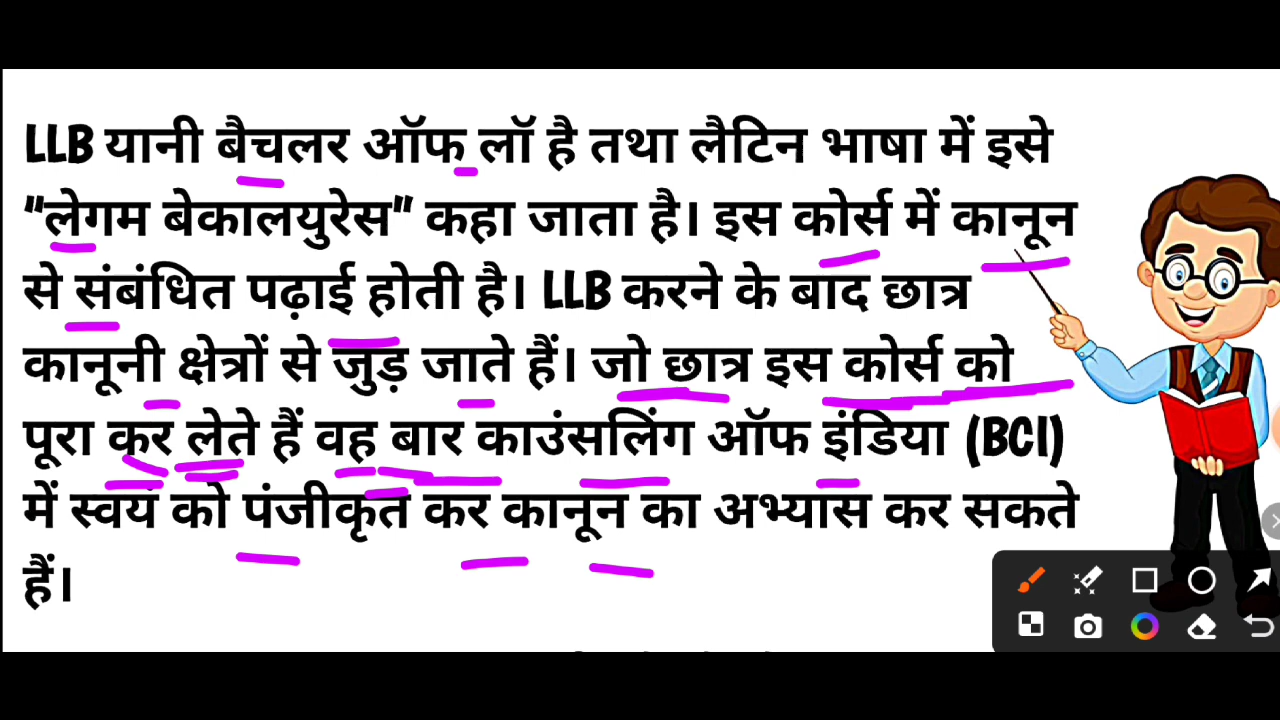 LLB यानी बैचलर ऑफ लॉ है तथा लैटिन भाषा में इसे
"लेगम बेकालयुरेस" कहा जाता है। इस कोर्स में कानून
से संबंधित पढ़ाई होती है। LLB करने के बाद छात्र
कानूनी क्षेत्रों से जुड़ जाते हैं। जो छात्र इस कोर्स को
पूरा कर लेते हैं वह बार काउंसलिंग ऑफ इंडिया (BCI)
में स्वयं को पंजीकृत कर कानून का अभ्यास कर सकते
हैं।